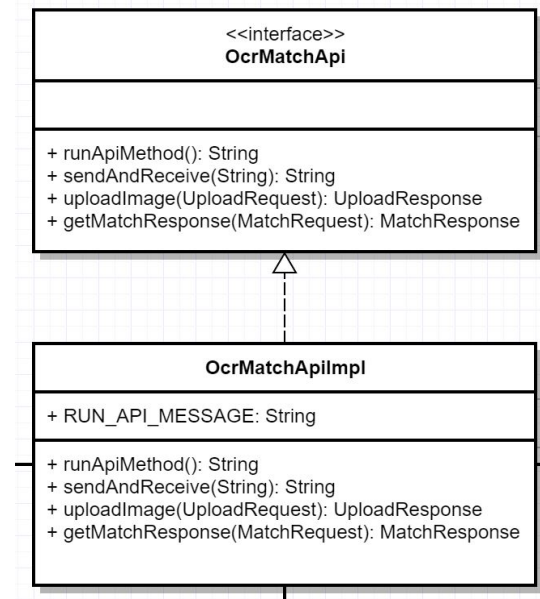 <<interface>>
OcrMatchApi
+ runApiMethod(): String
+ sendAndReceive(String): String
+ uploadImage(UploadRequest): UploadResponse
+ getMatchResponse(MatchRequest): MatchResponse
OcrMatchApiImpl
+ RUN_API_MESSAGE: String
+ runApiMethod(): String
+ sendAndReceive(String): String
+ uploadImage(UploadRequest): UploadResponse
+ getMatchResponse(MatchRequest): MatchResponse